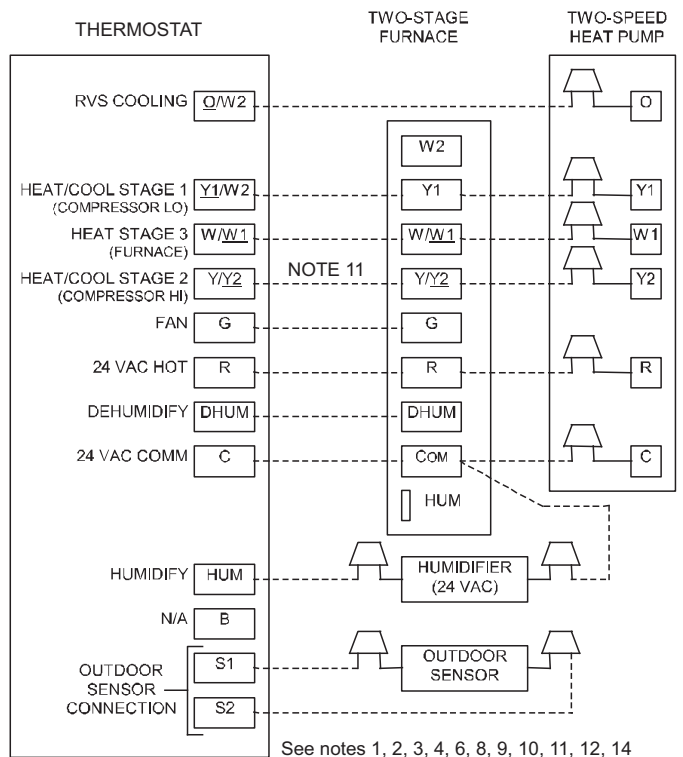 THERMOSTAT
TWO-STAGE
FURNACE
TWO-SPEED
HEAT PUMP
RVS COOLING
O/W2
O
W2
HEAT/COOL STAGE 1
(COMPRESSOR LO)
Y1/W2
Y1
Y1
HEAT STAGE 3
(FURNACE)
W/W1
W/W1
W1
HEAT/COOL STAGE 2
(COMPRESSOR HI)
Y/Y2
NOTE 11
Y/Y2
Y2
FAN
G
G
24 VAC HOT
R
R
R
DEHUMIDIFY
DHUM
DHUM
24 VAC COMM
C
COM
C
HUM
HUMIDIFY
HUM
HUMIDIFIER
(24 VAC)
N/A
B
OUTDOOR
SENSOR
CONNECTION
S1
OUTDOOR
SENSOR
S2
See notes 1, 2, 3, 4, 6, 8, 9, 10, 11, 12, 14